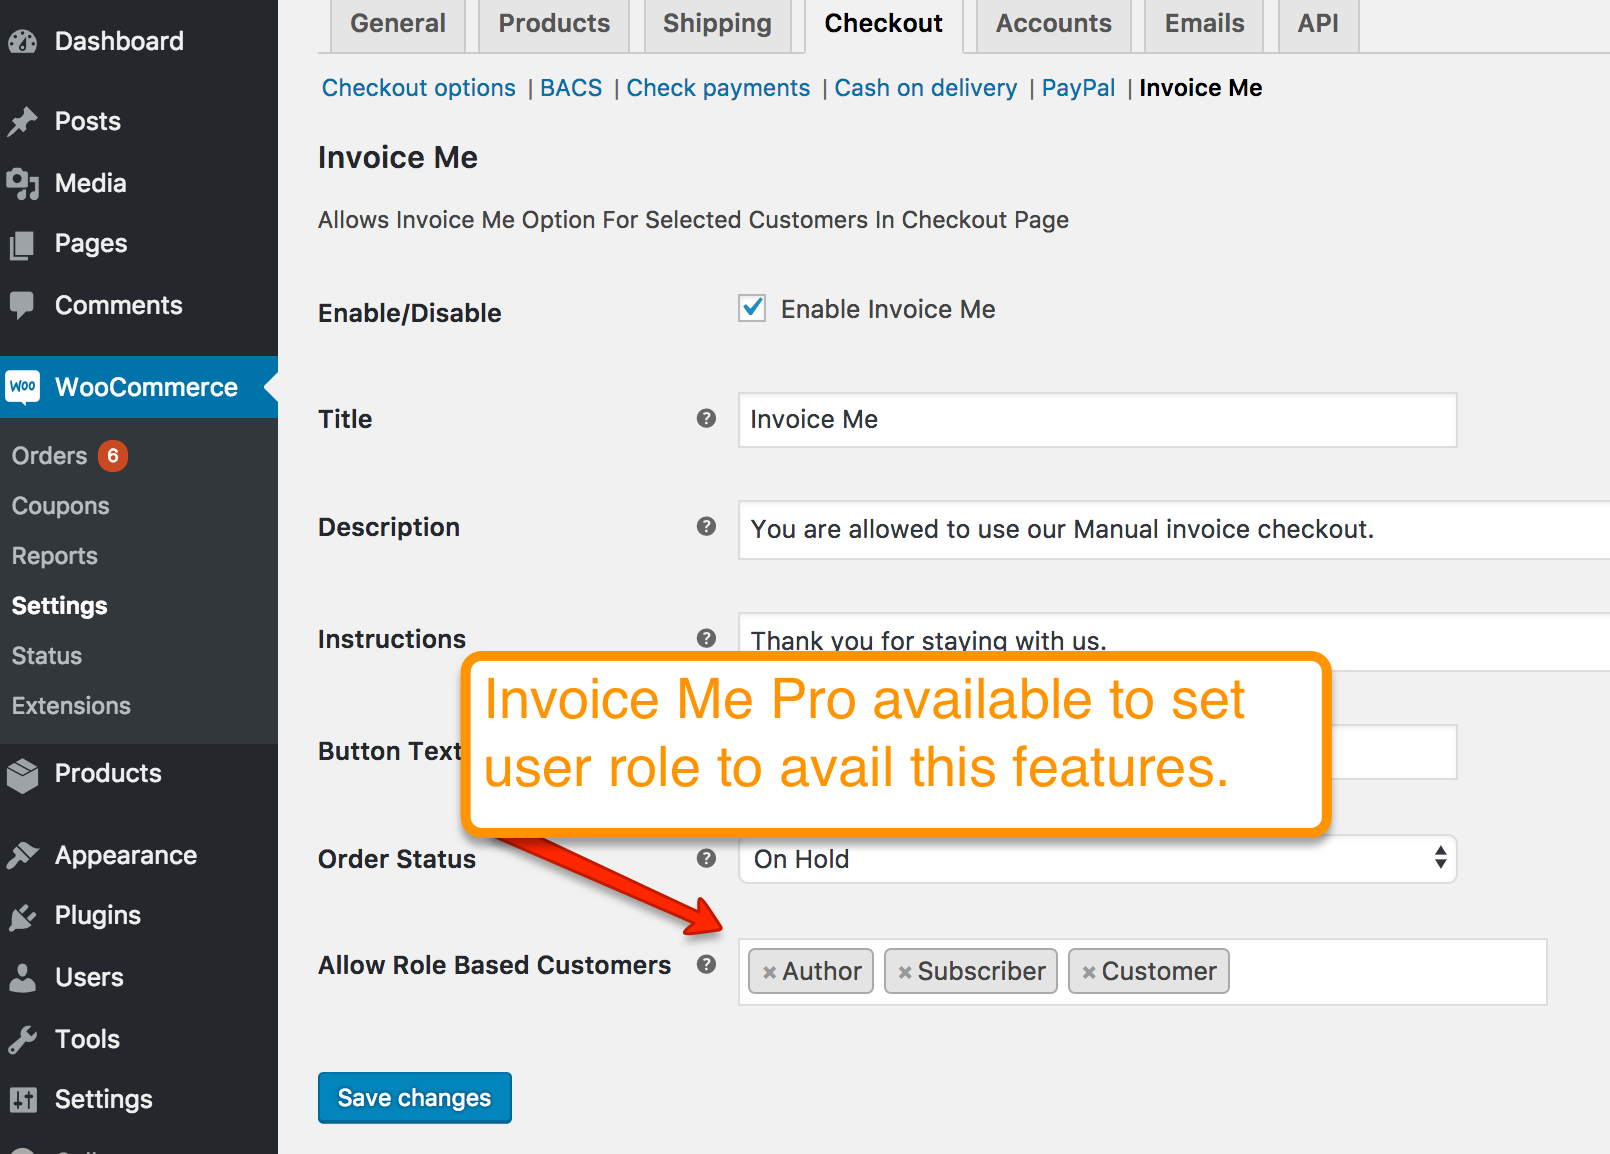 General Products Shipping Checkout Accounts Emails API
Checkout options | BACS | Check payments | Cash on delivery | PayPal | Invoice Me
Invoice Me
Allows Invoice Me Option For Selected Customers In Checkout Page
Enable/Disable Enable Invoice Me
Title ? Invoice Me
Description ? You are allowed to use our Manual invoice checkout.
Instructions ? Thank you for staying with us.
Invoice Me Pro available to set
user role to avail this features.
Button Text
Order Status ? On Hold
Allow Role Based Customers ? × Author × Subscriber × Customer
Save changes
Dashboard
Posts
Media
Pages
Comments
Woo WooCommerce
Orders 6
Coupons
Reports
Settings
Status
Extensions
Products
Appearance
Plugins
Users
Tools
Settings